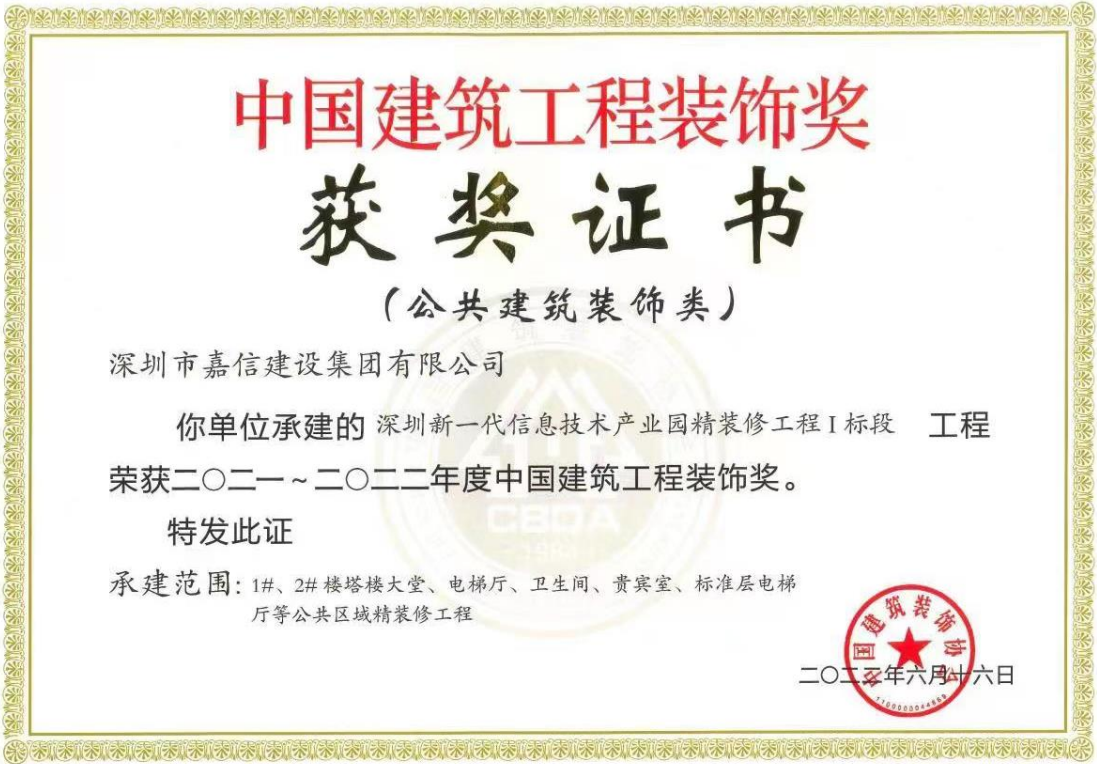 中国建筑工程装饰奖
获奖证书
(公共建筑装饰类)
深圳市嘉信建设集团有限公司
你单位承建的 深圳新一代信息技术产业园精装修工程I标段 工程
荣获二〇二一~二〇二二年度中国建筑工程装饰奖。
特发此证
CBDA
1984
承建范围: 1#、2#楼塔楼大堂、电梯厅、卫生间、贵宾室、标准层电梯
厅等公共区域精装修工程
中国建筑装饰协会
二〇二三年六月十六日